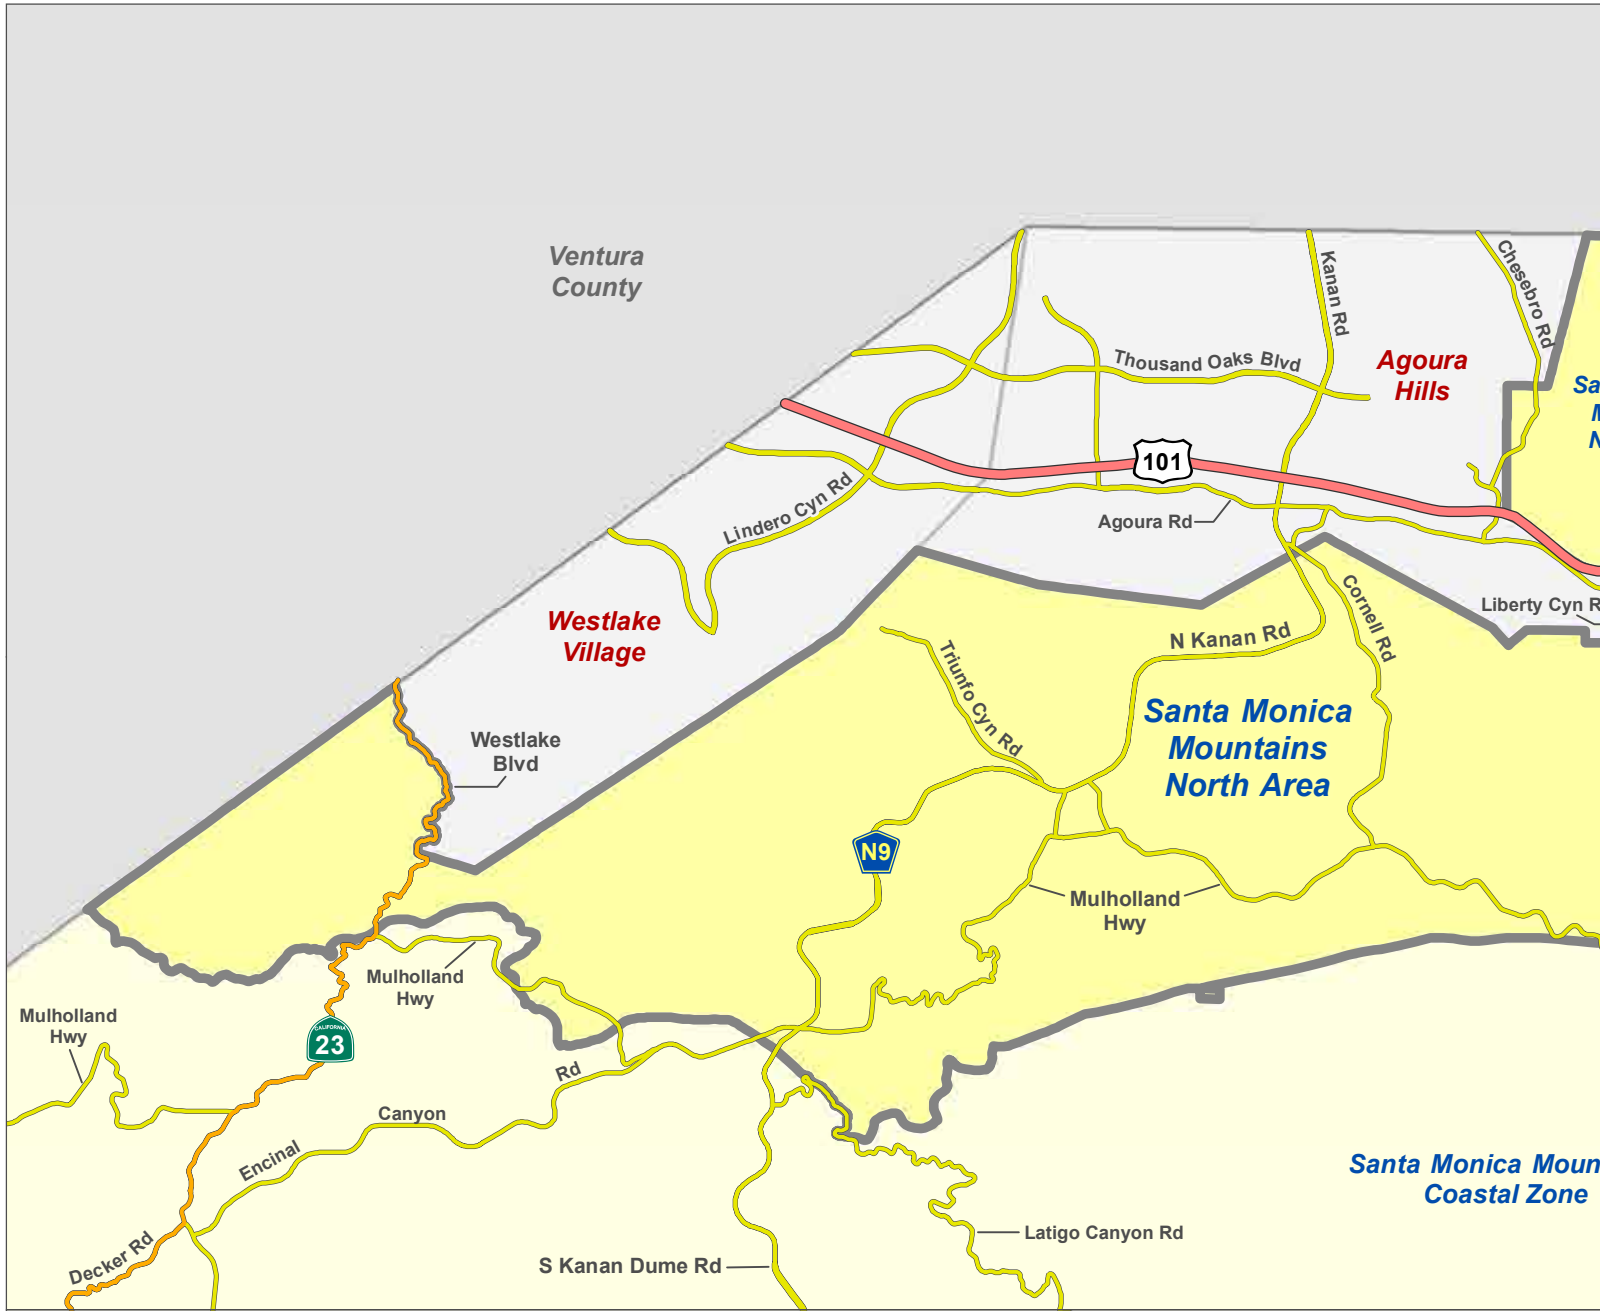 Ventura
County
Kanan Rd
Chesebro Rd
Thousand Oaks Blvd
Agoura
Hills
Sa
M
N
101
Lindero Cyn Rd
Agoura Rd
Cornell Rd
Liberty Cyn R
Westlake
Village
N Kanan Rd
Triunfo Cyn Rd
Santa Monica
Mountains
North Area
Westlake
Blvd
N9
Mulholland
Hwy
Mulholland
Hwy
Mulholland
Hwy
CALIFORNIA
23
Rd
Canyon
Encinal
Santa Monica Moun
Coastal Zone
Latigo Canyon Rd
Decker Rd
S Kanan Dume Rd